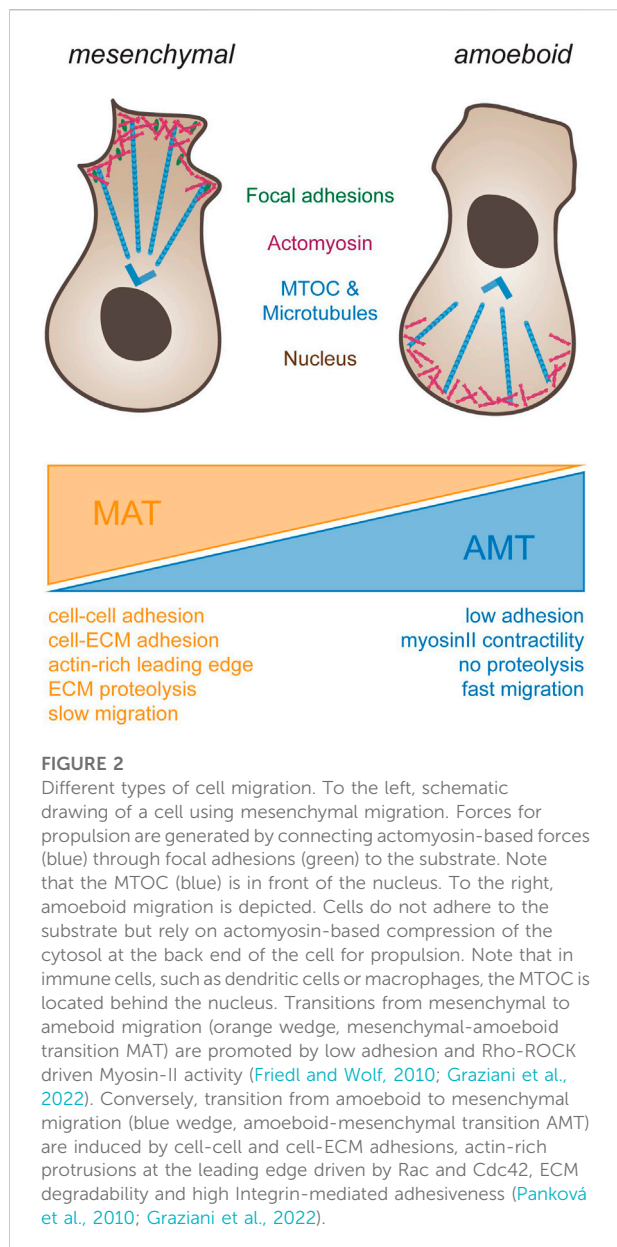 mesenchymal
amoeboid
Focal adhesions
Actomyosin
MTOC &
Microtubules
Nucleus
MAT
AMT
cell-cell adhesion
cell-ECM adhesion
actin-rich leading edge
ECM proteolysis
slow migration
low adhesion
myosinII contractility
no proteolysis
fast migration
FIGURE 2
Different types of cell migration. To the left, schematic
drawing of a cell using mesenchymal migration. Forces for
propulsion are generated by connecting actomyosin-based forces
(blue) through focal adhesions (green) to the substrate. Note
that the MTOC (blue) is in front of the nucleus. To the right,
amoeboid migration is depicted. Cells do not adhere to the
substrate but rely on actomyosin-based compression of the
cytosol at the back end of the cell for propulsion. Note that in
immune cells, such as dendritic cells or macrophages, the MTOC is
located behind the nucleus. Transitions from mesenchymal to
ameboid migration (orange wedge, mesenchymal-amoeboid
transition MAT) are promoted by low adhesion and Rho-ROCK
driven Myosin-II activity (Friedl and Wolf, 2010; Graziani et al.,
2022). Conversely, transition from amoeboid to mesenchymal
migration (blue wedge, amoeboid-mesenchymal transition AMT)
are induced by cell-cell and cell-ECM adhesions, actin-rich
protrusions at the leading edge driven by Rac and Cdc42, ECM
degradability and high Integrin-mediated adhesiveness (Panková
et al., 2010; Graziani et al., 2022).